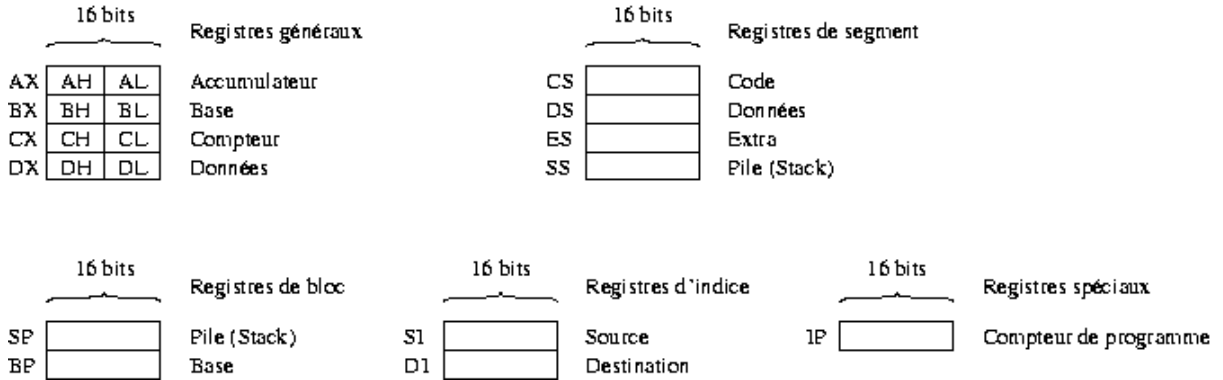 16 bits Registres généraux
AX AH AL Accumulateur
BX BH BL Base
CX CH CL Compteur
DX DH DL Données
16 bits Registres de segment
CS Code
DS Données
ES Extra
SS Pile (Stack)
16 bits Registres de bloc
SP Pile (Stack)
BP Base
16 bits Registres d'indice
SI Source
DI Destination
16 bits Registres spéciaux
IP Compteur de programme